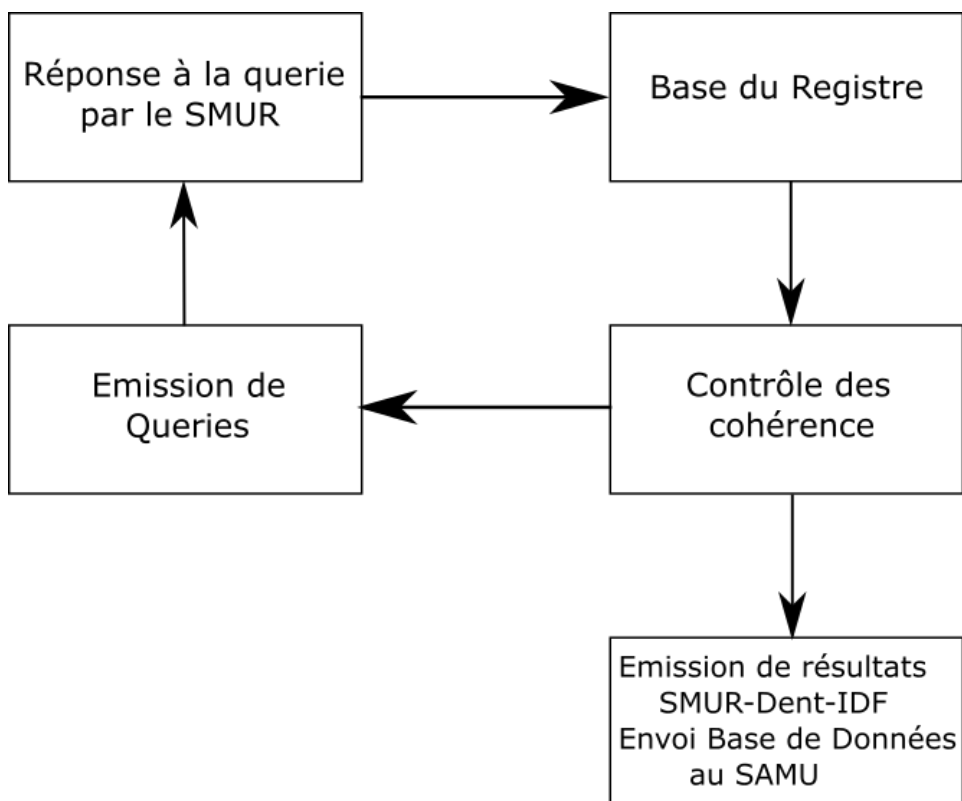 Réponse à la querie
par le SMUR
Base du Registre
Emission de
Queries
Contrôle des
cohérence
Emission de résultats
SMUR-Dent-IDF
Envoi Base de Données
au SAMU